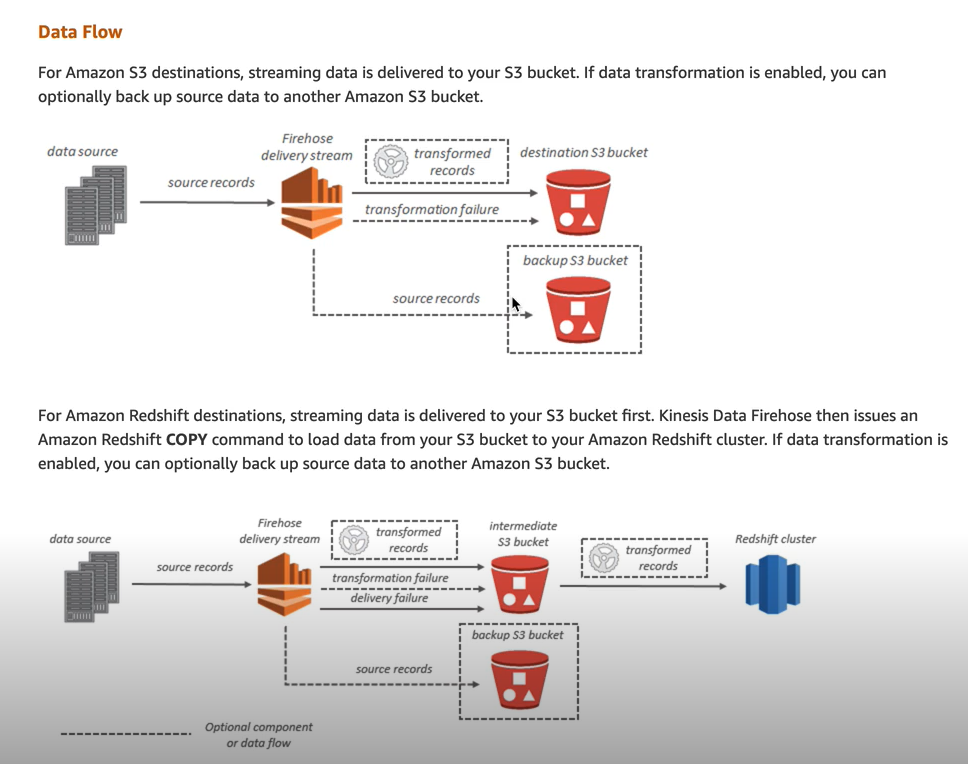 Data Flow
For Amazon S3 destinations, streaming data is delivered to your S3 bucket. If data transformation is enabled, you can
optionally back up source data to another Amazon S3 bucket.
data source
source records
Firehose
delivery stream
transformed
records
transformation failure
destination S3 bucket
backup S3 bucket
source records
For Amazon Redshift destinations, streaming data is delivered to your S3 bucket first. Kinesis Data Firehose then issues an
Amazon Redshift COPY command to load data from your S3 bucket to your Amazon Redshift cluster. If data transformation is
enabled, you can optionally back up source data to another Amazon S3 bucket.
data source
source records
Firehose
delivery stream
transformed
records
transformation failure
delivery failure
intermediate
S3 bucket
transformed
records
Redshift cluster
backup S3 bucket
source records
Optional component
or data flow